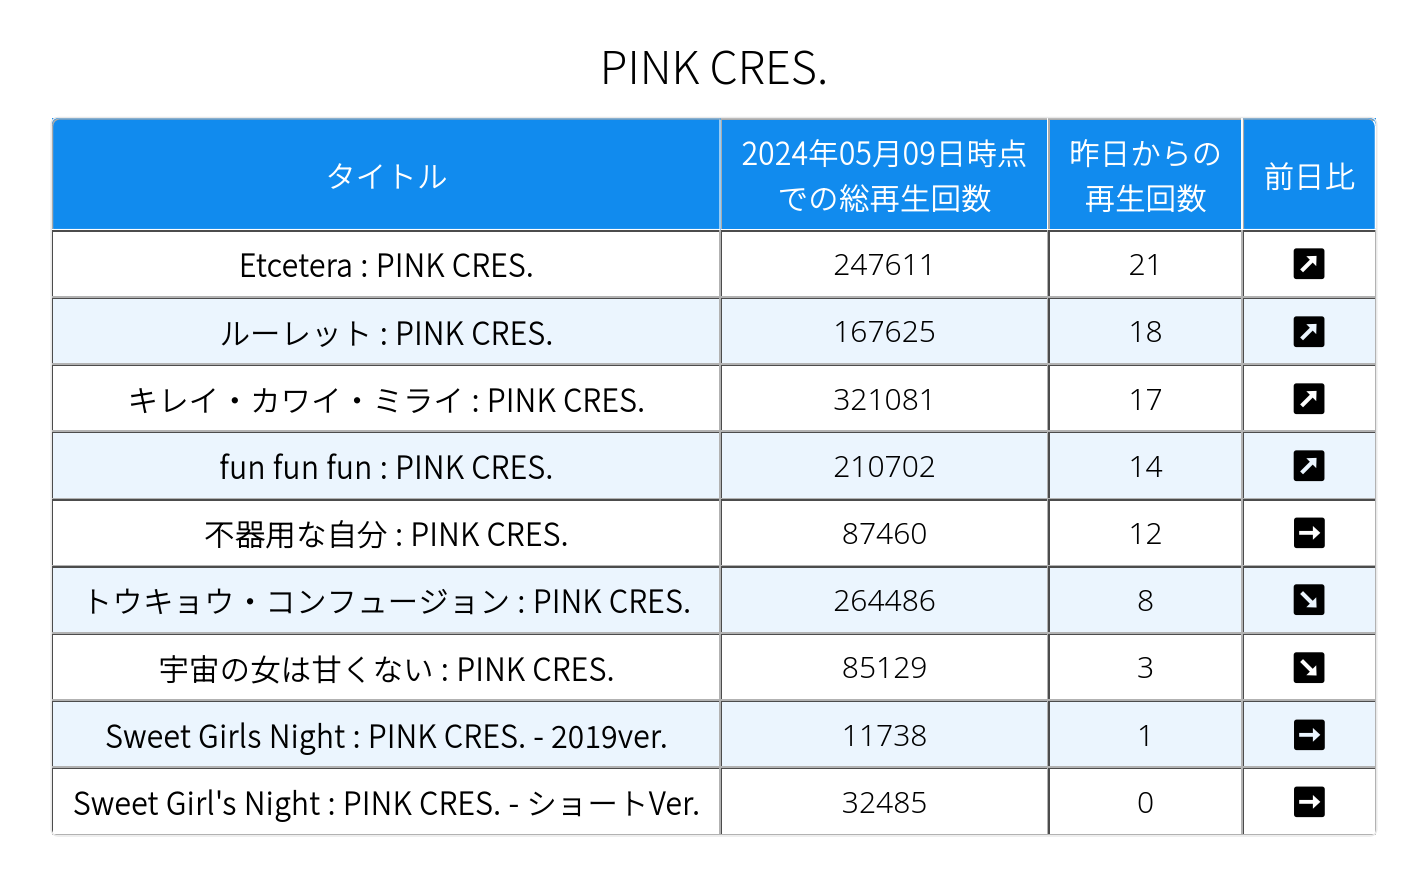 PINK CRES.
タイトル 2024年05月09日時点での総再生回数 昨日からの再生回数 前日比
Etcetera : PINK CRES. 247611 21 ↗
ルーレット : PINK CRES. 167625 18 ↗
キレイ・カワイ・ミライ : PINK CRES. 321081 17 ↗
fun fun fun : PINK CRES. 210702 14 ↗
不器用な自分 : PINK CRES. 87460 12 →
トウキョウ・コンフュージョン : PINK CRES. 264486 8 ↘
宇宙の女は甘くない : PINK CRES. 85129 3 ↘
Sweet Girls Night : PINK CRES. - 2019ver. 11738 1 →
Sweet Girl's Night : PINK CRES. - ショートVer. 32485 0 →